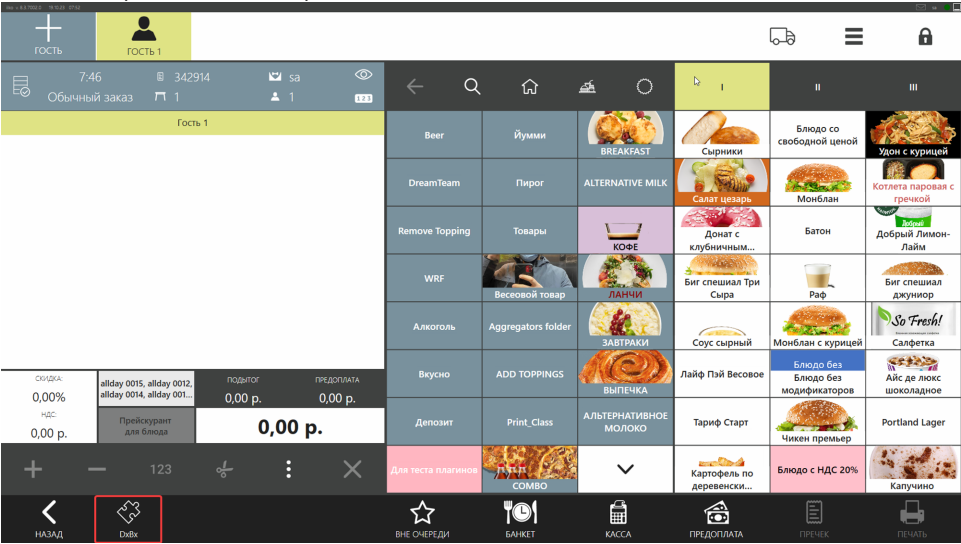 ГОСТЬ
ГОСТЬ 1
7:46
342914
sa
Обычный заказ
1
1
123
Гость 1
I
II
III
Beer
Йумми
BREAKFAST
Сырники
Блюдо со
свободной ценой
Удон с курицей
DreamTeam
Пирог
ALTERNATIVE MILK
Салат цезарь
Монблан
Котлета паровая с
гречкой
Remove Topping
Товары
КОФЕ
Донат с
клубничным...
Батон
Добрый
Добрый Лимон-
Лайм
WRF
Весеовой товар
ЛАНЧИ
Биг спешиал Три
Сыра
Раф
Биг спешиал
джуниор
Алкоголь
Aggregators folder
ЗАВТРАКИ
Соус сырный
Монблан с курицей
So Fresh!
Салфетка
Вкусно
ADD TOPPINGS
ВЫПЕЧКА
Лайф Пэй Весовое
Блюдо без
Блюдо без
модификаторов
Айс де люкс
шоколадное
Депозит
Print_Class
АЛЬТЕРНАТИВНОЕ
МОЛОКО
Тариф Старт
Чикен премьер
Portland Lager
Для теста плагинов
COMBO
Картофель по
деревенски...
Блюдо с НДС 20%
Капучино
СКИДКА:
0,00%
НДС:
0,00 р.
allday 0015, allday 0012,
allday 0014, allday 001...
Прейскурант
для блюда
ПОДЫТОГ
0,00 р.
ПРЕДОПЛАТА
0,00 р.
0,00 р.
123
НАЗАД
DxBx
ВНЕ ОЧЕРЕДИ
БАНКЕТ
КАССА
ПРЕДОПЛАТА
ПРЕЧЕК
ПЕЧАТЬ